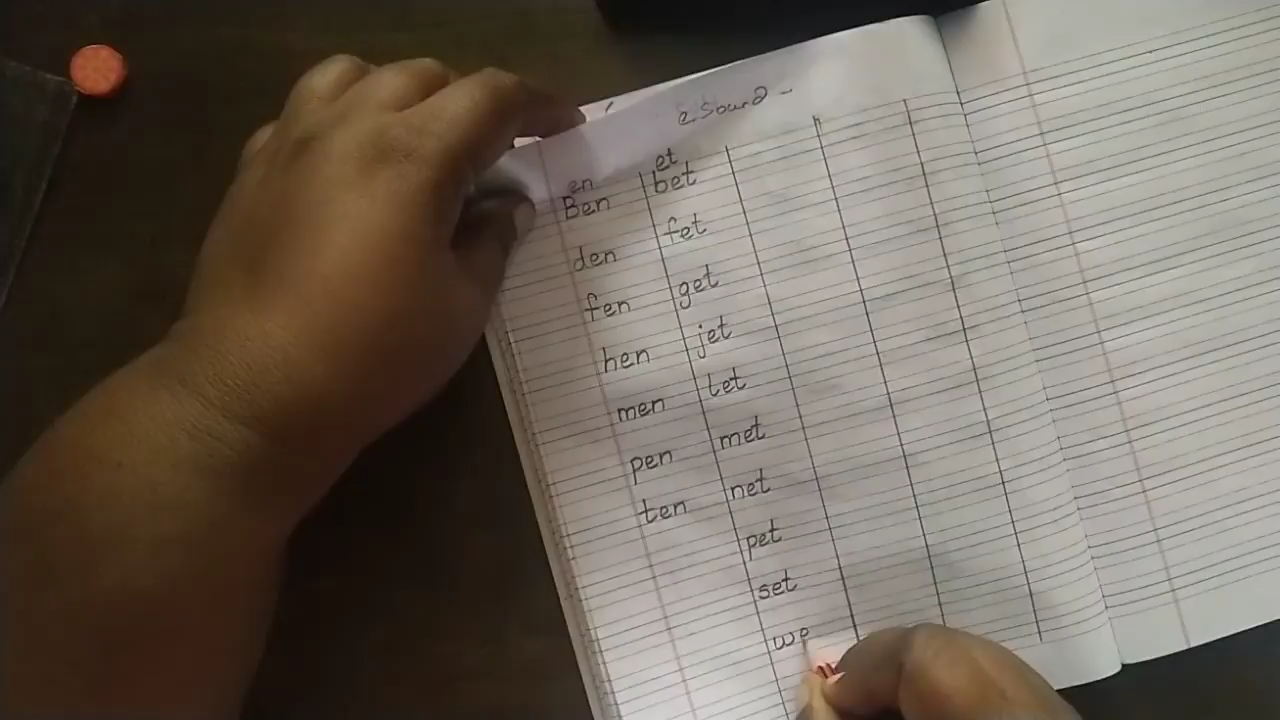 e Sound -
en et
Ben bet
den fet
fen get
hen jet
men let
pen met
ten net
pet
set
we